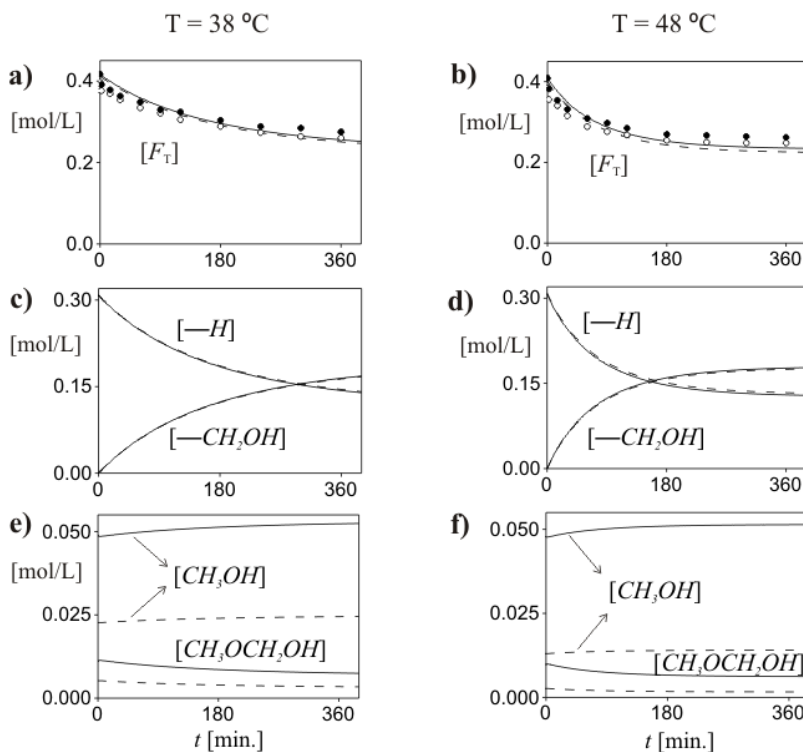 T = 38 ºC
T = 48 ºC
a)
0.4
[mol/L]
0.2
0.0
[F_T]
0
180
360
b)
0.4
0.2
0.0
[F_T]
0
180
360
c)
0.30
[mol/L]
0.15
0.00
[—H]
[—CH₂OH]
0
180
360
d)
0.30
0.15
0.00
[—H]
[—CH₂OH]
0
180
360
e)
0.050
[mol/L]
0.025
0.000
[CH₃OH]
[CH₃OCH₂OH]
0
180
360
t [min.]
f)
0.050
0.025
0.000
[CH₃OH]
[CH₃OCH₂OH]
0
180
360
t [min.]